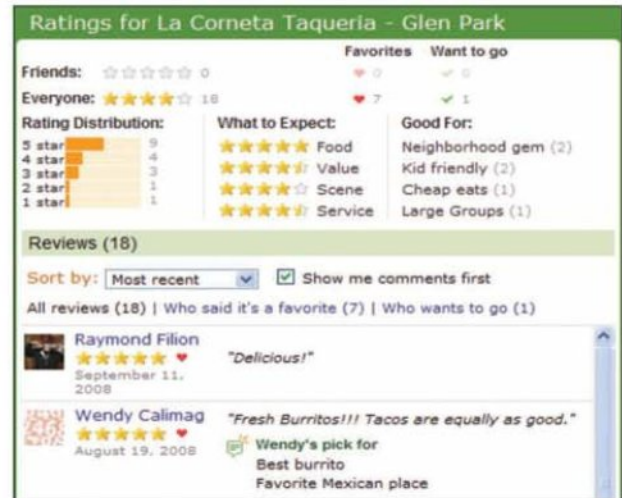 Ratings for La Corneta Taqueria - Glen Park
Favorites Want to go
Friends: 0 0 0
Everyone: 18 7 1
Rating Distribution: What to Expect: Good For:
5 star 9 Food Neighborhood gem (2)
4 star 4 Value Kid friendly (2)
3 star 3 Scene Cheap eats (1)
2 star 1 Service Large Groups (1)
1 star 1
Reviews (18)
Sort by: Most recent Show me comments first
All reviews (18) | Who said it's a favorite (7) | Who wants to go (1)
Raymond Filion
"Delicious!"
September 11,
2008
Wendy Calimag "Fresh Burritos!!! Tacos are equally as good."
August 19, 2008 Wendy's pick for
Best burrito
Favorite Mexican place